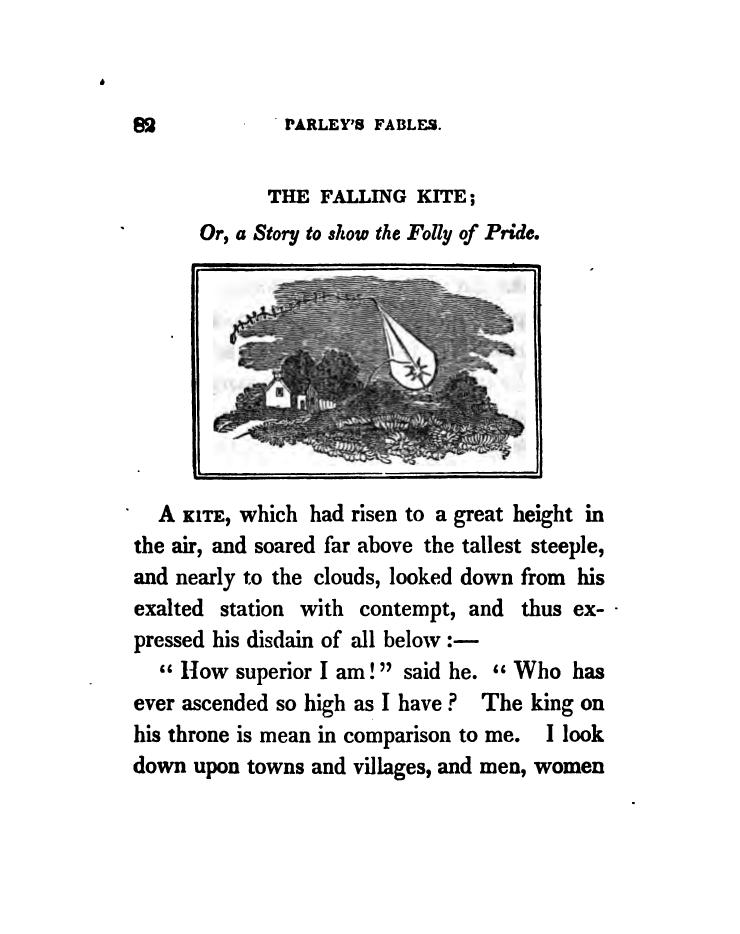 82 PARLEY'S FABLES.
THE FALLING KITE;
Or, a Story to show the Folly of Pride.
A KITE, which had risen to a great height in
the air, and soared far above the tallest steeple,
and nearly to the clouds, looked down from his
exalted station with contempt, and thus ex-
pressed his disdain of all below :—
“ How superior I am ! ” said he. “ Who has
ever ascended so high as I have ? The king on
his throne is mean in comparison to me. I look
down upon towns and villages, and men, women